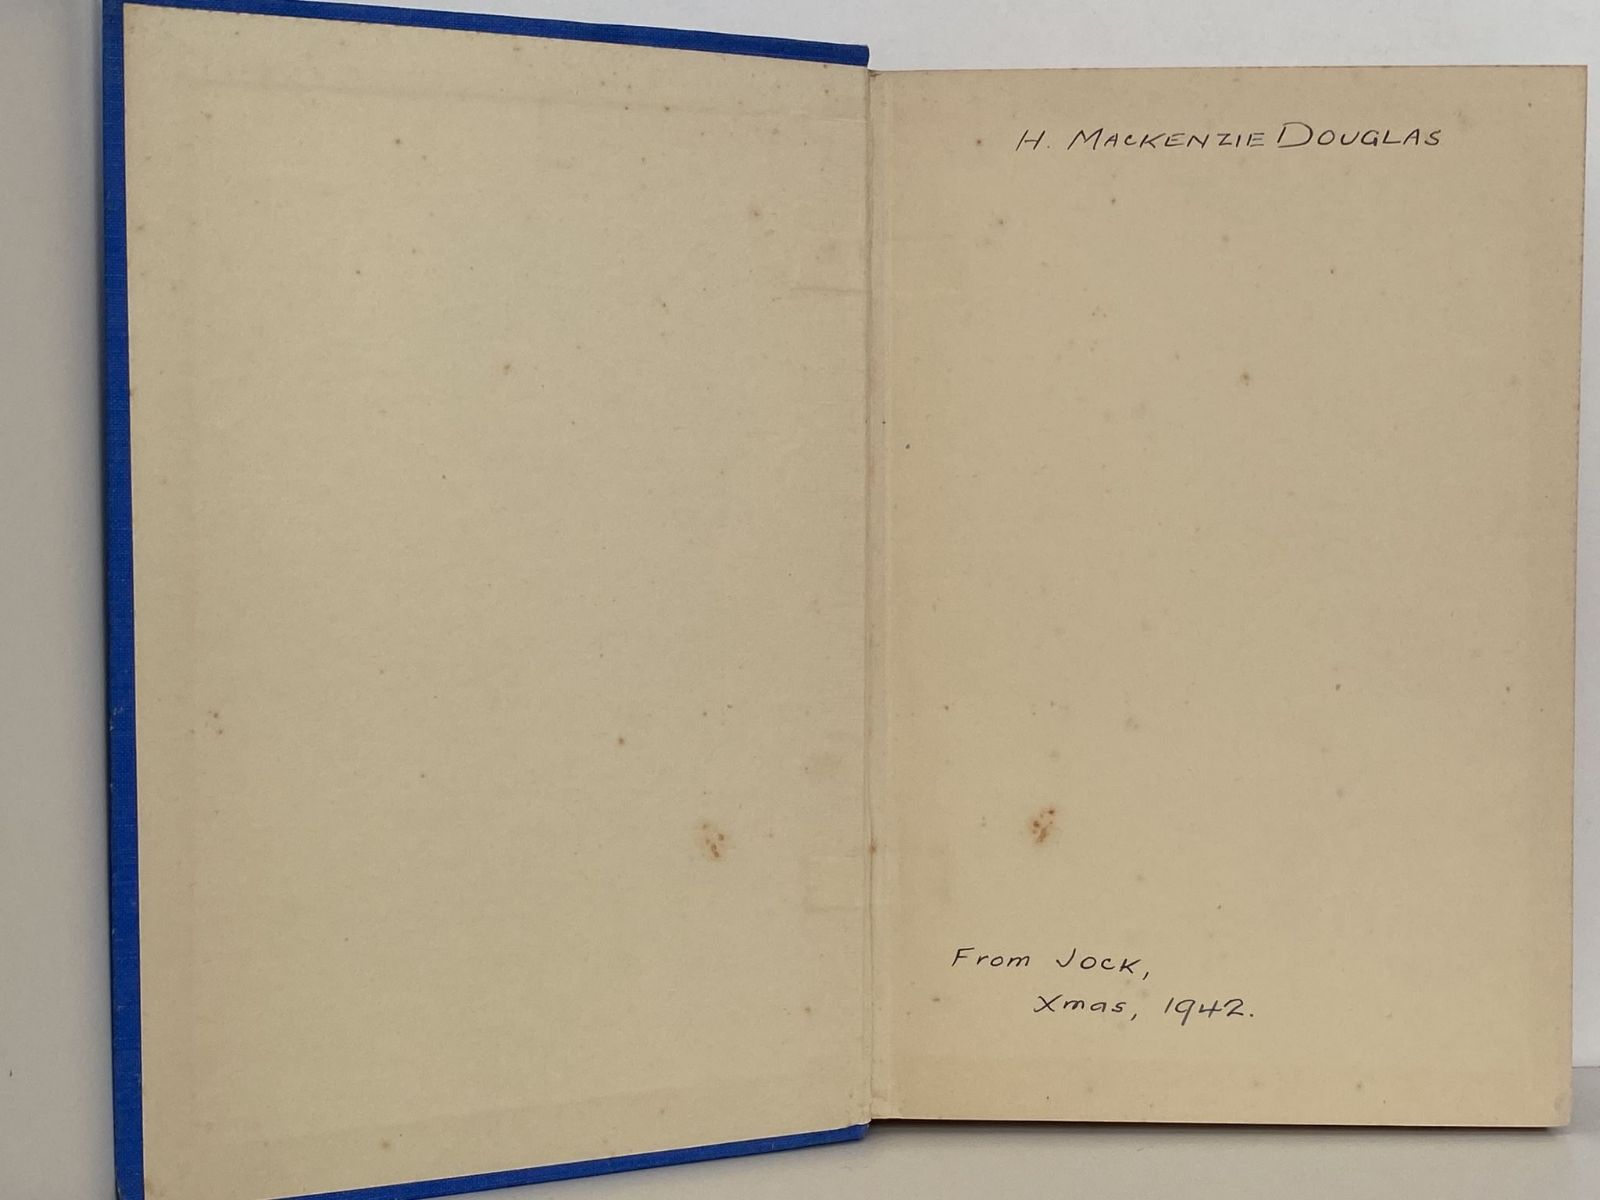 H. MACKENZIE DOUGLAS
From Jock,
Xmas, 1942.